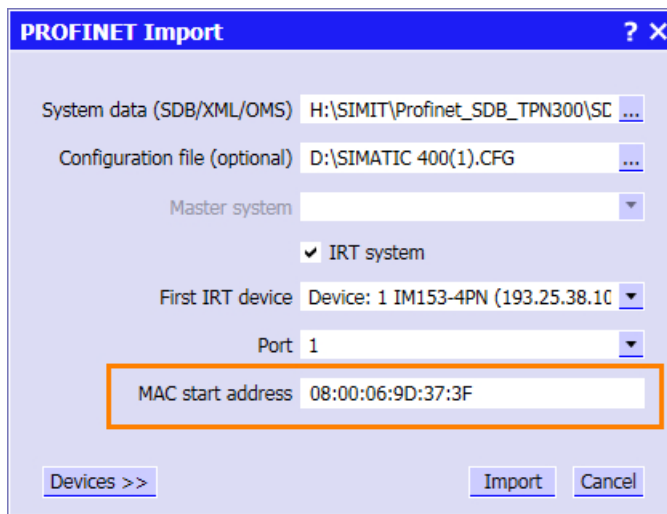 PROFINET Import ? ×
System data (SDB/XML/OMS) H:\SIMIT\Profinet_SDB_TPN300\SD ...
Configuration file (optional) D:\SIMATIC 400(1).CFG ...
Master system
IRT system
First IRT device Device: 1 IM153-4PN (193.25.38.10
Port 1
MAC start address 08:00:06:9D:37:3F
Devices >> Import Cancel